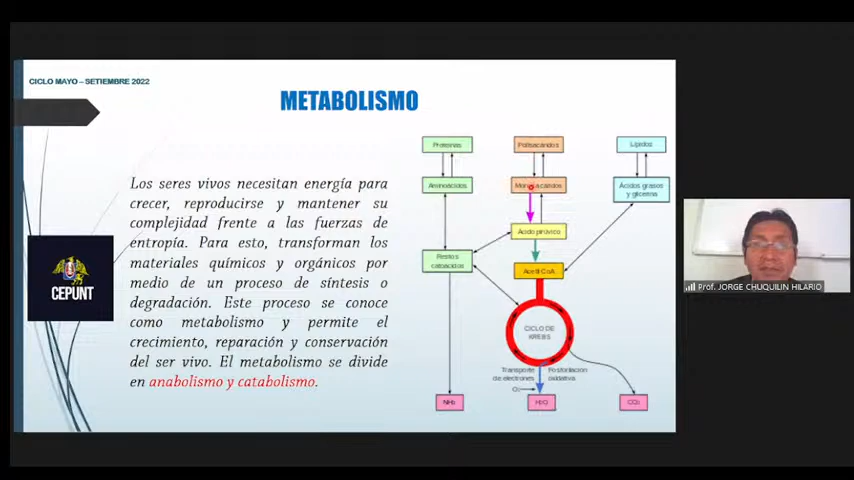 CICLO MAYO – SETIEMBRE 2022
METABOLISMO
Los seres vivos necesitan energía para
crecer, reproducirse y mantener su
complejidad frente a las fuerzas de
entropía. Para esto, transforman los
materiales químicos y orgánicos por
medio de un proceso de síntesis o
degradación. Este proceso se conoce
como metabolismo y permite el
crecimiento, reparación y conservación
del ser vivo. El metabolismo se divide
en anabolismo y catabolismo.
CEPUNT
Proteínas
Polisacáridos
Lípidos
Aminoácidos
Monosacáridos
Ácidos grasos y
glicerina
Ácido pirúvico
Restos
Acetil CoA
CICLO DE
KREBS
Transporte
de electrones
Fosforilación
oxidativa
O₂
NH₃
H₂O
CO₂
Prof. JORGE CHUQUILIN HILARIO